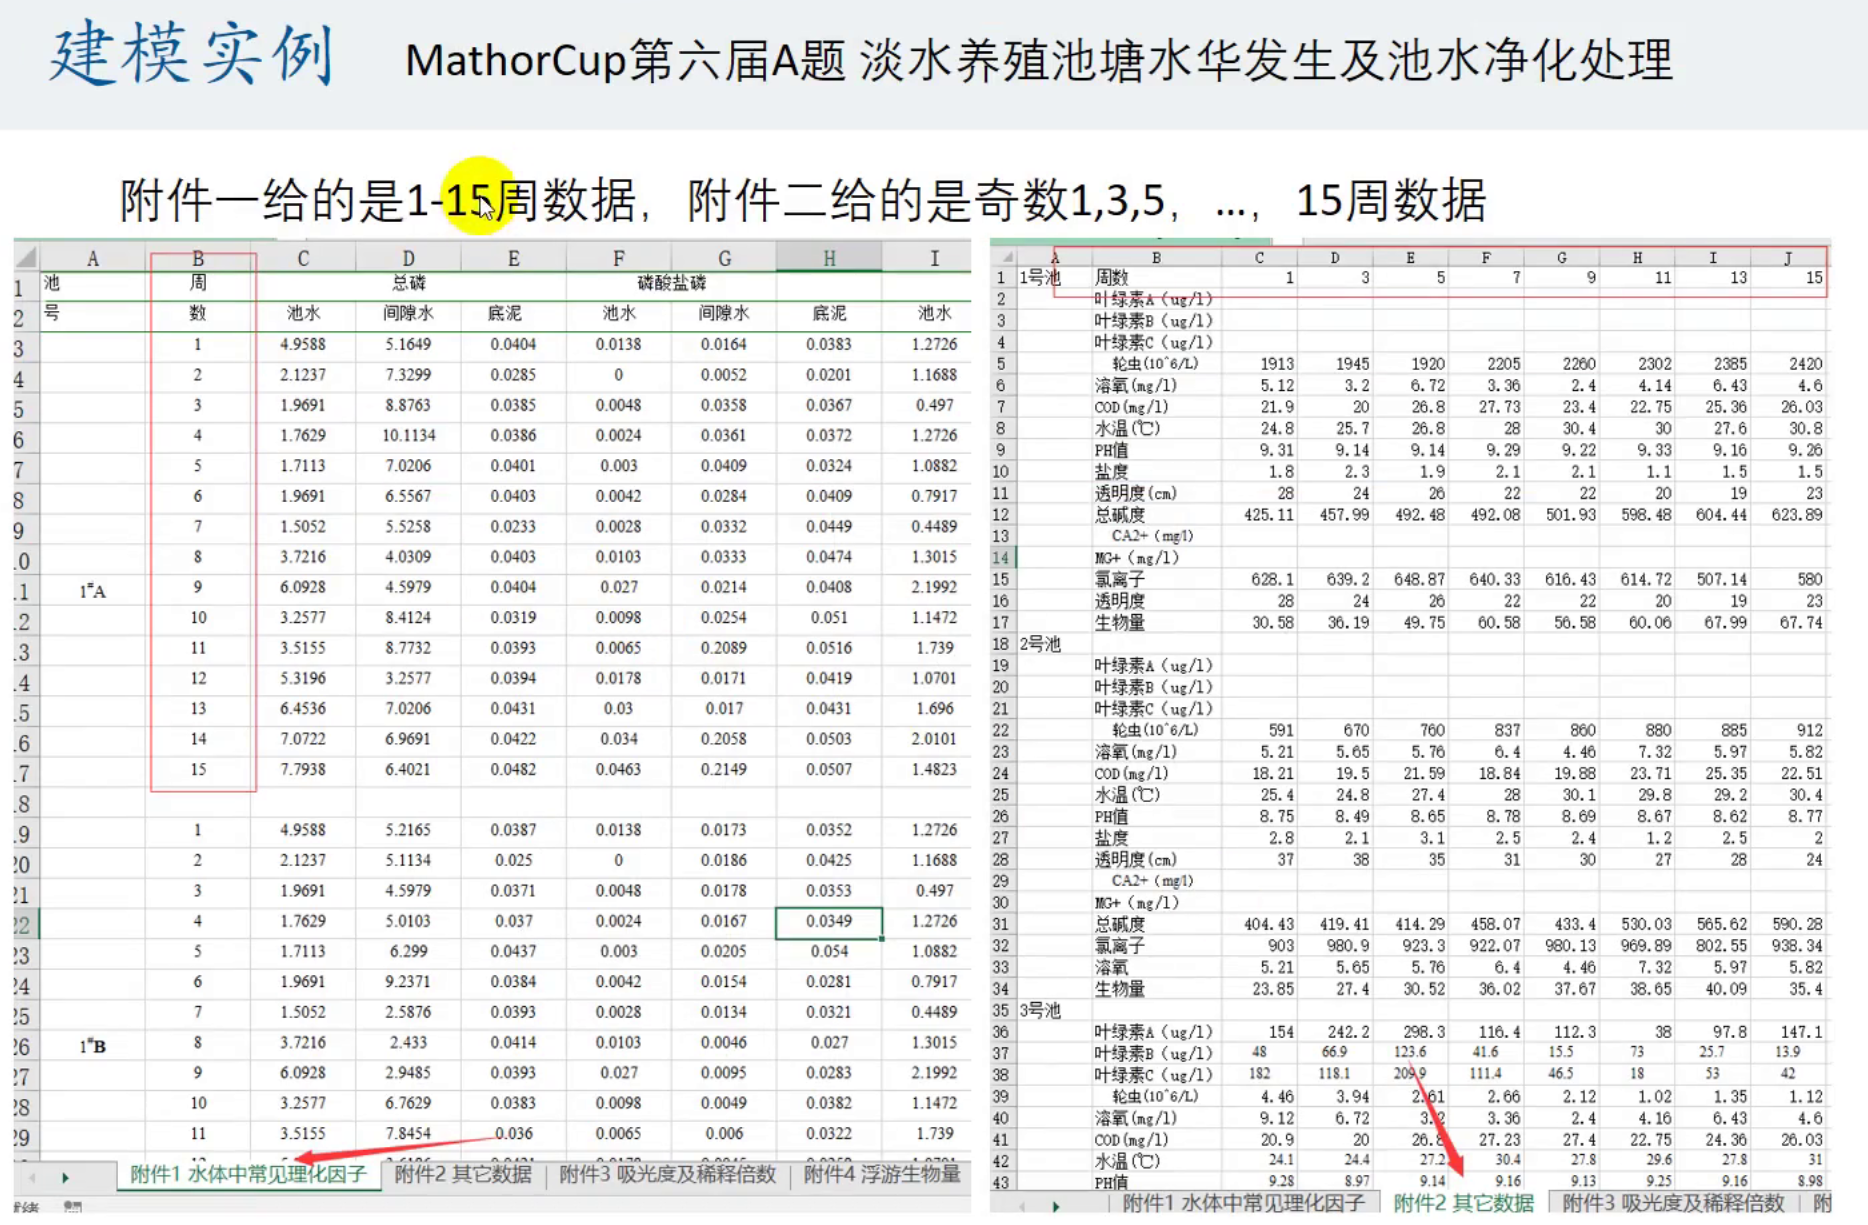 建模实例 MathorCup第六届A题 淡水养殖池塘水华发生及池水净化处理
附件一给的是1-15周数据，附件二给的是奇数1,3,5，…，15周数据
A B C D E F G H I
1 池 周 总磷 磷酸盐磷
2 号 数 池水 间隙水 底泥 池水 间隙水 底泥 池水
3 1 4.9588 5.1649 0.0404 0.0138 0.0164 0.0383 1.2726
4 2 2.1237 7.3299 0.0285 0 0.0052 0.0201 1.1688
5 3 1.9691 8.8763 0.0385 0.0048 0.0358 0.0367 0.497
6 4 1.7629 10.1134 0.0386 0.0024 0.0361 0.0372 1.2726
7 5 1.7113 7.0206 0.0401 0.003 0.0409 0.0324 1.0882
8 6 1.9691 6.5567 0.0403 0.0042 0.0284 0.0409 0.7917
9 7 1.5052 5.5258 0.0233 0.0028 0.0332 0.0449 0.4489
.0 8 3.7216 4.0309 0.0403 0.0103 0.0333 0.0474 1.3015
.1 1#A 9 6.0928 4.5979 0.0404 0.027 0.0214 0.0408 2.1992
.2 10 3.2577 8.4124 0.0319 0.0098 0.0254 0.051 1.1472
.3 11 3.5155 8.7732 0.0393 0.0065 0.2089 0.0516 1.739
.4 12 5.3196 3.2577 0.0394 0.0178 0.0171 0.0419 1.0701
.5 13 6.4536 7.0206 0.0431 0.03 0.017 0.0431 1.696
.6 14 7.0722 6.9691 0.0422 0.034 0.2058 0.0503 2.0101
.7 15 7.7938 6.4021 0.0482 0.0463 0.2149 0.0507 1.4823
.8
.9 1 4.9588 5.2165 0.0387 0.0138 0.0173 0.0352 1.2726
20 2 2.1237 5.1134 0.025 0 0.0186 0.0425 1.1688
21 3 1.9691 4.5979 0.0371 0.0048 0.0178 0.0353 0.497
22 4 1.7629 5.0103 0.037 0.0024 0.0167 0.0349 1.2726
23 5 1.7113 6.299 0.0437 0.003 0.0205 0.054 1.0882
24 6 1.9691 9.2371 0.0384 0.0042 0.0154 0.0281 0.7917
25 7 1.5052 2.5876 0.0393 0.0028 0.0134 0.0321 0.4489
26 1#B 8 3.7216 2.433 0.0414 0.0103 0.0046 0.027 1.3015
27 9 6.0928 2.9485 0.0393 0.027 0.0095 0.0283 2.1992
28 10 3.2577 6.7629 0.0383 0.0098 0.0049 0.0382 1.1472
29 11 3.5155 7.8454 0.036 0.0065 0.006 0.0322 1.739
附件1 水体中常见理化因子 附件2 其它数据 附件3 吸光度及稀释倍数 附件4 浮游生物量
A B C D E F G H I J
1 1号池 周数 1 3 5 7 9 11 13 15
2 叶绿素A（ug/l）
3 叶绿素B（ug/l）
4 叶绿素C（ug/l）
5 轮虫(10^6/L) 1913 1945 1920 2205 2260 2302 2385 2420
6 溶氧(mg/l) 5.12 3.2 6.72 3.36 2.4 4.14 6.43 4.6
7 COD(mg/l) 21.9 20 26.8 27.73 23.4 22.75 25.36 26.03
8 水温(℃) 24.8 25.7 26.8 28 30.4 30 27.6 30.8
9 PH值 9.31 9.14 9.14 9.29 9.22 9.33 9.16 9.26
10 盐度 1.8 2.3 1.9 2.1 2.1 1.1 1.5 1.5
11 透明度(cm) 28 24 26 22 22 20 19 23
12 总碱度 425.11 457.99 492.48 492.08 501.93 598.48 604.44 623.89
13 CA2+（mg/l）
14 MG+（mg/l）
15 氯离子 628.1 639.2 648.87 640.33 616.43 614.72 507.14 580
16 透明度 28 24 26 22 22 20 19 23
17 生物量 30.58 36.19 49.75 60.58 56.58 60.06 67.99 67.74
18 2号池
19 叶绿素A（ug/l）
20 叶绿素B（ug/l）
21 叶绿素C（ug/l）
22 轮虫(10^6/L) 591 670 760 837 860 880 885 912
23 溶氧(mg/l) 5.21 5.65 5.76 6.4 4.46 7.32 5.97 5.82
24 COD(mg/l) 18.21 19.5 21.59 18.84 19.88 23.71 25.35 22.51
25 水温(℃) 25.4 24.8 27.4 28 30.1 29.8 29.2 30.4
26 PH值 8.75 8.49 8.65 8.78 8.69 8.67 8.62 8.77
27 盐度 2.8 2.1 3.1 2.5 2.4 1.2 2.5 2
28 透明度(cm) 37 38 35 31 30 27 28 24
29 CA2+（mg/l）
30 MG+（mg/l）
31 总碱度 404.43 419.41 414.29 458.07 433.4 530.03 565.62 590.28
32 氯离子 903 980.9 923.3 922.07 980.13 969.89 802.55 938.34
33 溶氧 5.21 5.65 5.76 6.4 4.46 7.32 5.97 5.82
34 生物量 23.85 27.4 30.52 36.02 37.67 38.65 40.09 35.4
35 3号池
36 叶绿素A（ug/l） 154 242.2 298.3 116.4 112.3 38 97.8 147.1
37 叶绿素B（ug/l） 48 66.9 123.6 41.6 15.5 73 25.7 13.9
38 叶绿素C（ug/l） 182 118.1 209.9 111.4 46.5 18 53 42
39 轮虫(10^6/L) 4.46 3.94 2.61 2.66 2.12 1.02 1.35 1.12
40 溶氧(mg/l) 9.12 6.72 3.36 2.4 4.16 6.43 4.6
41 COD(mg/l) 20.9 20 26.8 27.23 27.4 22.75 24.36 26.03
42 水温(℃) 24.1 24.4 27.2 30.4 27.8 29.6 27.8 31
43 PH值 9.28 8.97 9.14 9.16 9.13 9.25 9.16 8.98
附件1 水体中常见理化因子 附件2 其它数据 附件3 吸光度及稀释倍数 附